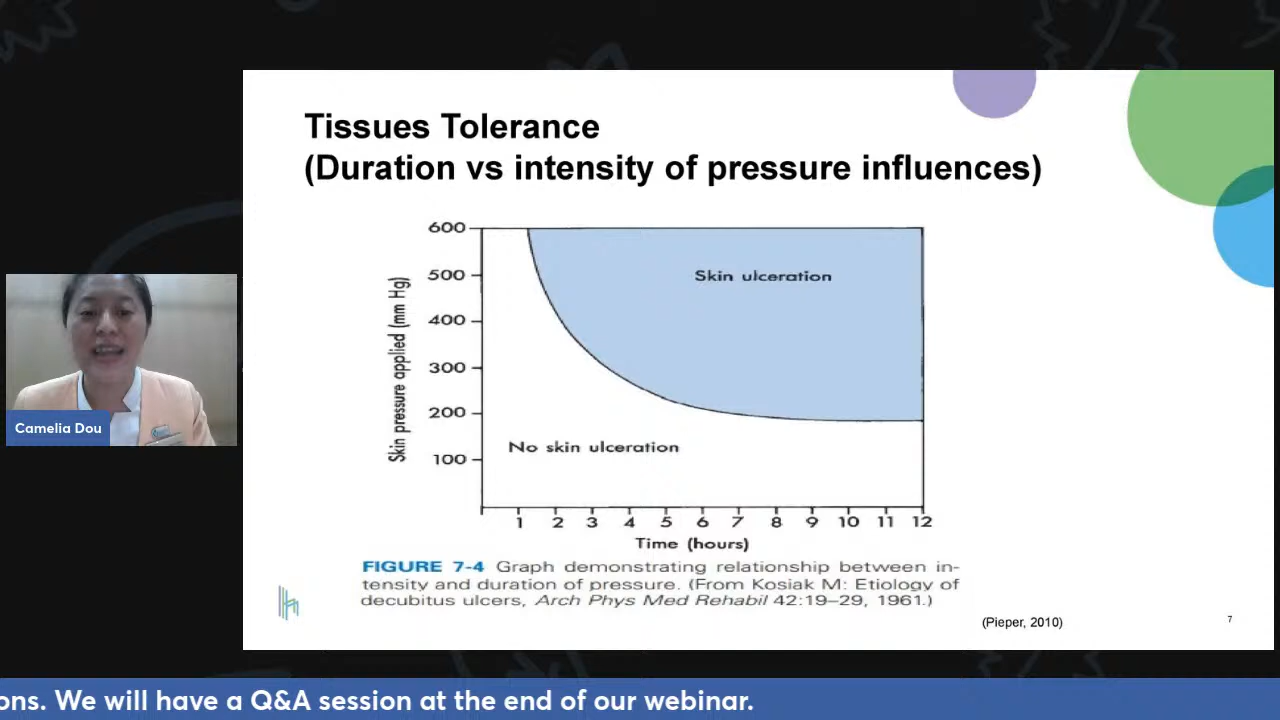 Tissues Tolerance
(Duration vs intensity of pressure influences)
600
500
400
300
200
100
Skin pressure applied (mm Hg)
Skin ulceration
No skin ulceration
1 2 3 4 5 6 7 8 9 10 11 12
Time (hours)
FIGURE 7-4 Graph demonstrating relationship between in-
tensity and duration of pressure. (From Kosiak M: Etiology of
decubitus ulcers, Arch Phys Med Rehabil 42:19–29, 1961.)
(Pieper, 2010)
7
Camelia Dou
ons. We will have a Q&A session at the end of our webinar.